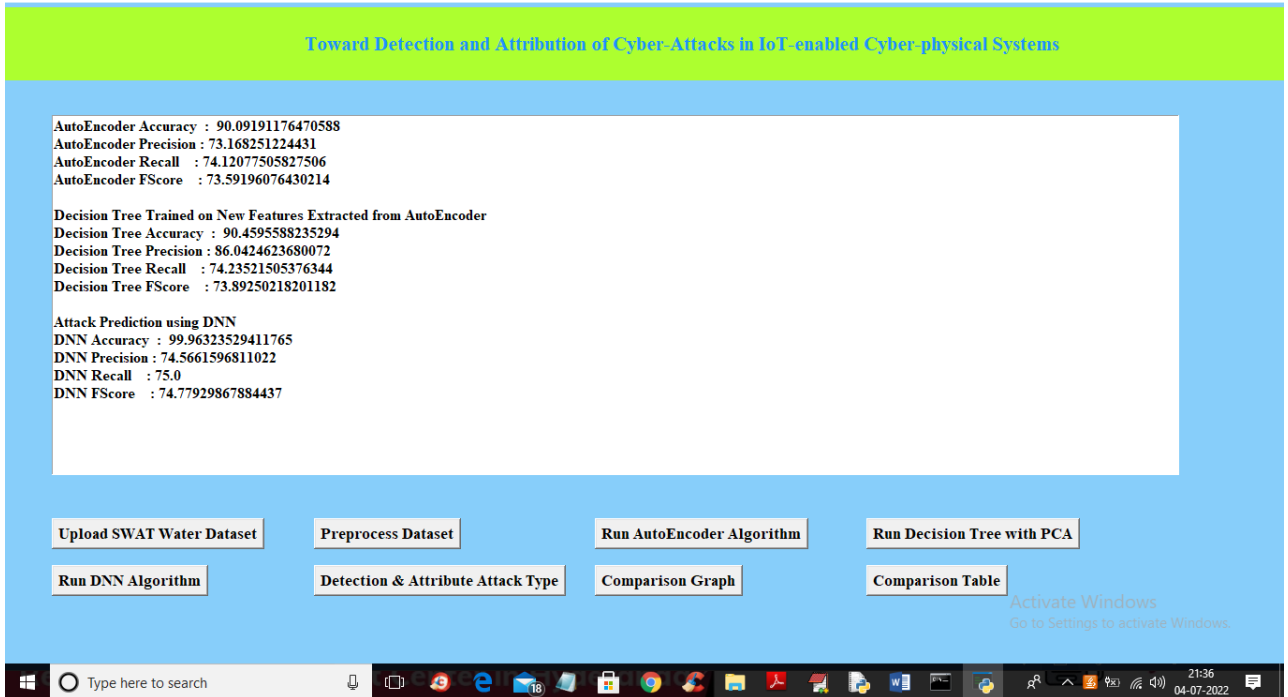 Toward Detection and Attribution of Cyber-Attacks in IoT-enabled Cyber-physical Systems
AutoEncoder Accuracy : 90.09191176470588
AutoEncoder Precision : 73.168251224431
AutoEncoder Recall : 74.12077505827506
AutoEncoder FScore : 73.59196076430214
Decision Tree Trained on New Features Extracted from AutoEncoder
Decision Tree Accuracy : 90.4595588235294
Decision Tree Precision : 86.0424623680072
Decision Tree Recall : 74.23521505376344
Decision Tree FScore : 73.89250218201182
Attack Prediction using DNN
DNN Accuracy : 99.96323529411765
DNN Precision : 74.5661596811022
DNN Recall : 75.0
DNN FScore : 74.77929867884437
Upload SWAT Water Dataset
Preprocess Dataset
Run AutoEncoder Algorithm
Run Decision Tree with PCA
Run DNN Algorithm
Detection & Attribute Attack Type
Comparison Graph
Comparison Table
Activate Windows
Go to Settings to activate Windows.
Type here to search
18
21:36
04-07-2022